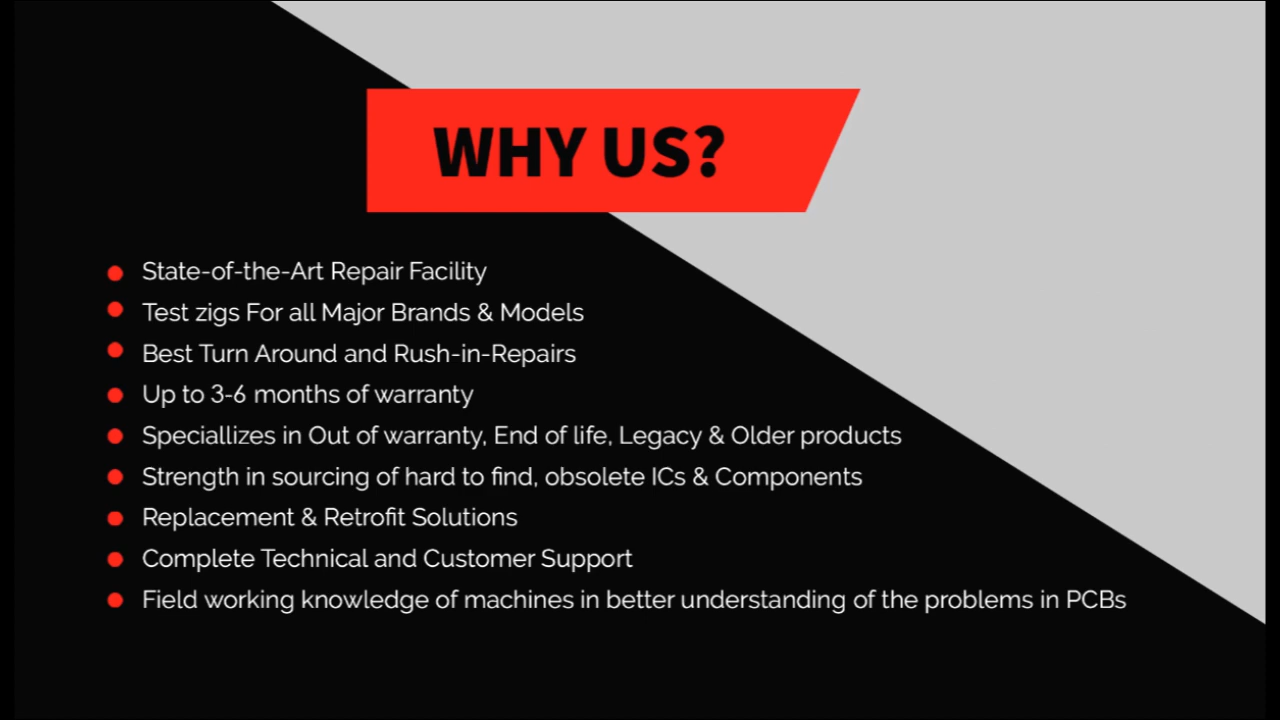 WHY US?
State-of-the-Art Repair Facility
Test zigs For all Major Brands & Models
Best Turn Around and Rush-in-Repairs
Up to 3-6 months of warranty
Speciallizes in Out of warranty, End of life, Legacy & Older products
Strength in sourcing of hard to find, obsolete ICs & Components
Replacement & Retrofit Solutions
Complete Technical and Customer Support
Field working knowledge of machines in better understanding of the problems in PCBs